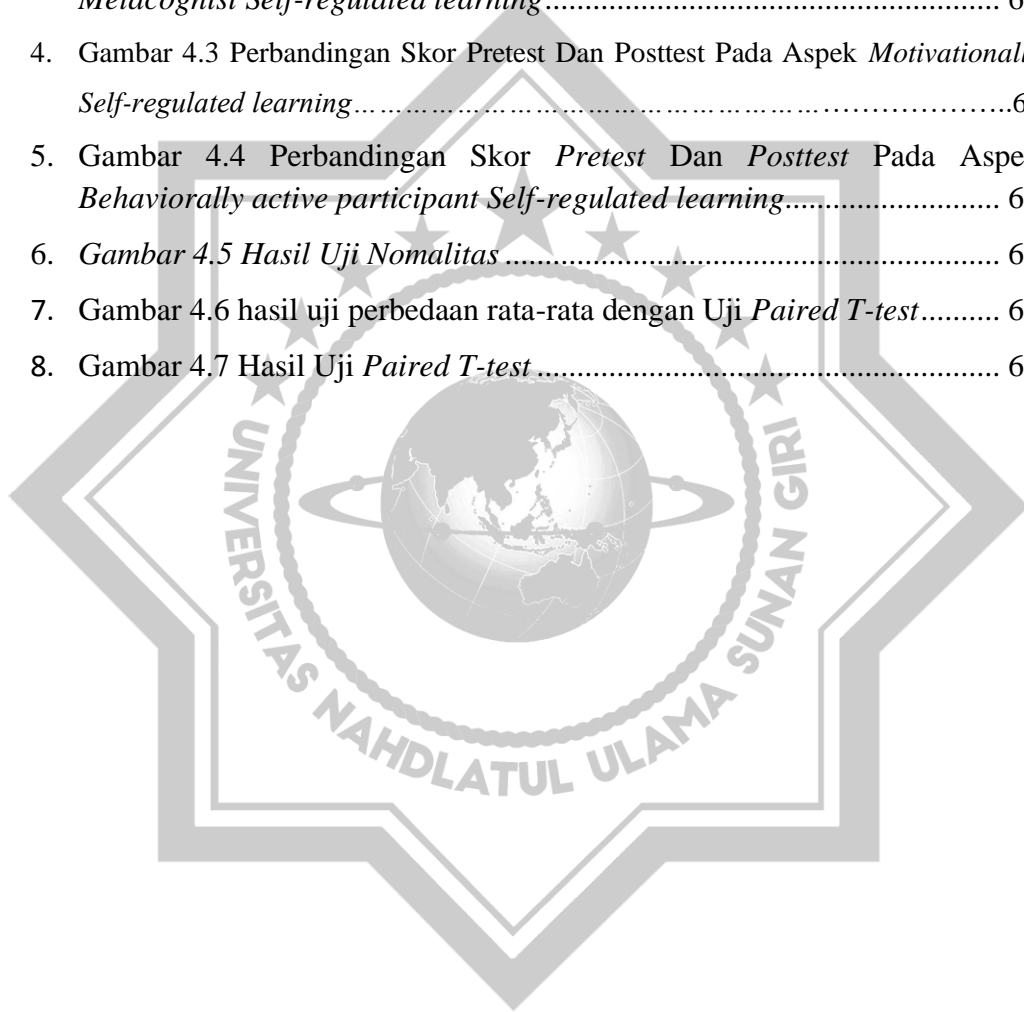 Metacognist Self-regulated learning........................................................... 6
4. Gambar 4.3 Perbandingan Skor Pretest Dan Posttest Pada Aspek Motivationall
Self-regulated learning…………………………………………………………..6
5. Gambar 4.4 Perbandingan Skor Pretest Dan Posttest Pada Aspe
Behaviorally active participant Self-regulated learning........................... 6
6. Gambar 4.5 Hasil Uji Nomalitas ............................................................... 6
7. Gambar 4.6 hasil uji perbedaan rata-rata dengan Uji Paired T-test.......... 6
8. Gambar 4.7 Hasil Uji Paired T-test ........................................................... 6
UNIVERSITAS NAHDLATUL ULAMA SUNAN GIRI